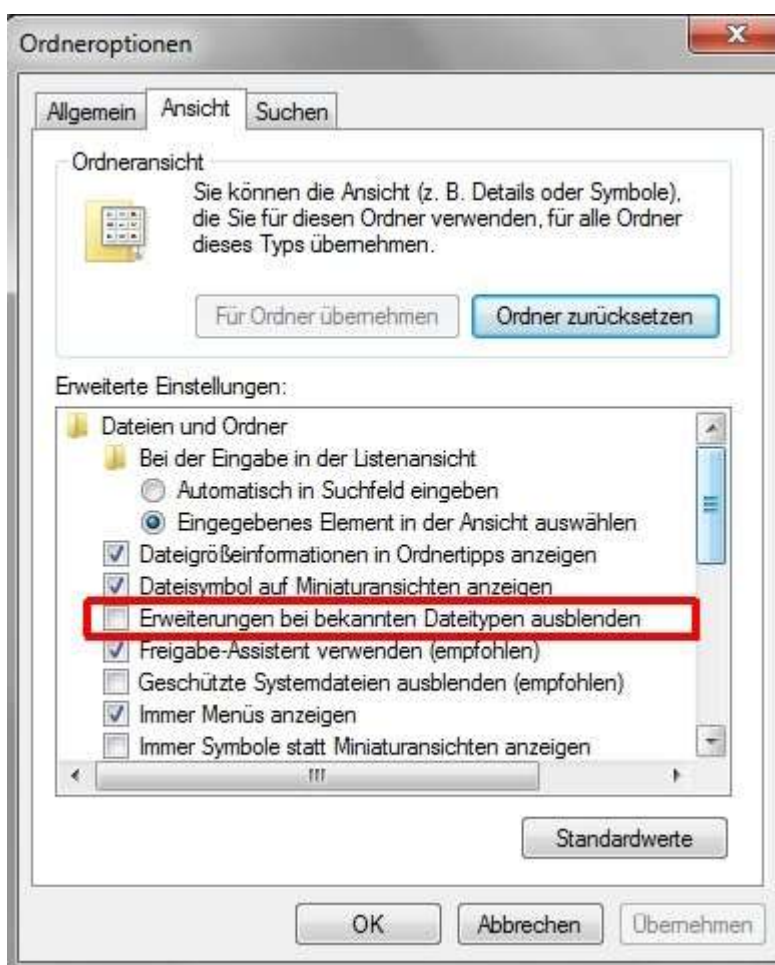 Ordneroptionen
Allgemein Ansicht Suchen
Ordneransicht
Sie können die Ansicht (z. B. Details oder Symbole),
die Sie für diesen Ordner verwenden, für alle Ordner
dieses Typs übernehmen.
Für Ordner übernehmen Ordner zurücksetzen
Erweiterte Einstellungen:
Dateien und Ordner
Bei der Eingabe in der Listenansicht
Automatisch in Suchfeld eingeben
Eingegebenes Element in der Ansicht auswählen
Dateigrößeinformationen in Ordnertipps anzeigen
Dateisymbol auf Miniaturansichten anzeigen
Erweiterungen bei bekannten Dateitypen ausblenden
Freigabe-Assistent verwenden (empfohlen)
Geschützte Systemdateien ausblenden (empfohlen)
Immer Menüs anzeigen
Immer Symbole statt Miniaturansichten anzeigen
Standardwerte
OK Abbrechen Übernehmen